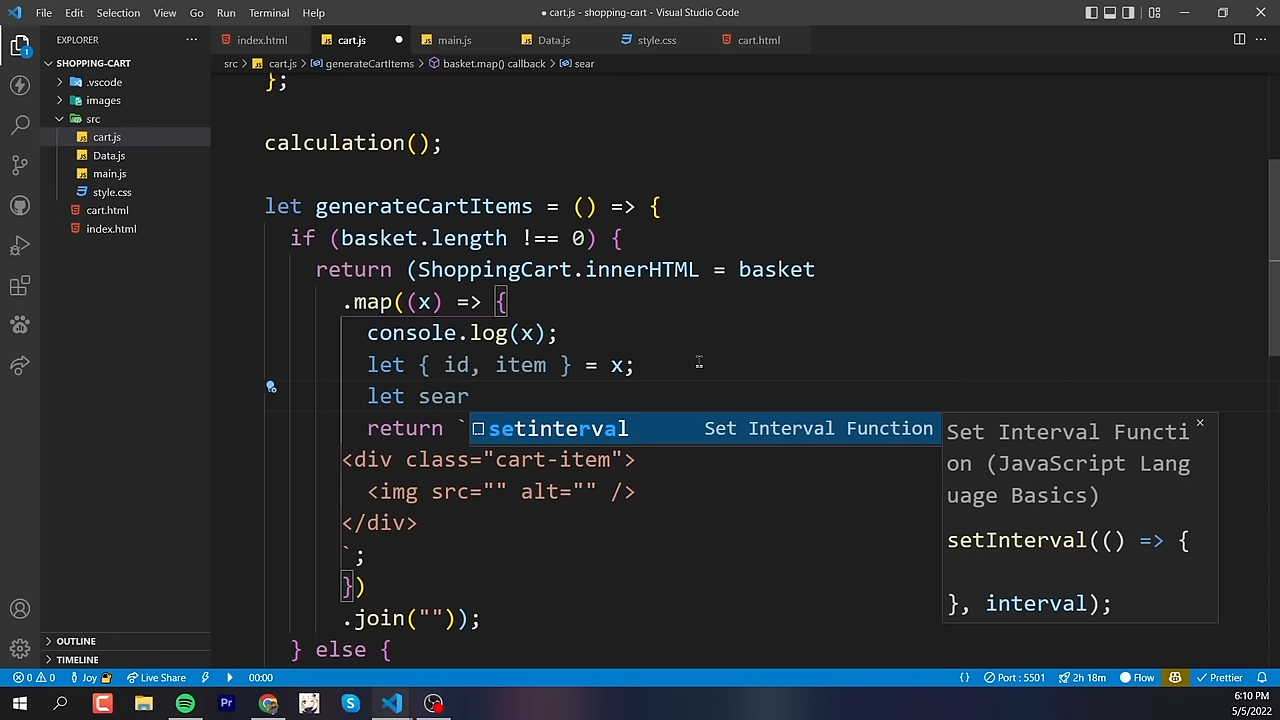 File Edit Selection View Go Run Terminal Help
● cart.js - shopping-cart - Visual Studio Code
EXPLORER
index.html
cart.js
main.js
Data.js
style.css
cart.html
SHOPPING-CART
src > cart.js > generateCartItems > basket.map() callback > sear
.vscode
images
src
cart.js
Data.js
main.js
style.css
cart.html
index.html
OUTLINE
TIMELINE
};
calculation();
let generateCartItems = () => {
if (basket.length !== 0) {
return (ShoppingCart.innerHTML = basket
.map((x) => {
console.log(x);
let { id, item } = x;
let sear
return `
<div class="cart-item">
<img src="" alt="" />
</div>
`;
})
.join(""));
} else {
setinterval Set Interval Function
Set Interval Functi
on (JavaScript Lang
uage Basics)
setInterval(() => {
}, interval);
0 0 Joy Live Share 00:00
{} Port : 5501 2h 18m Flow Prettier
6:10 PM
5/5/2022